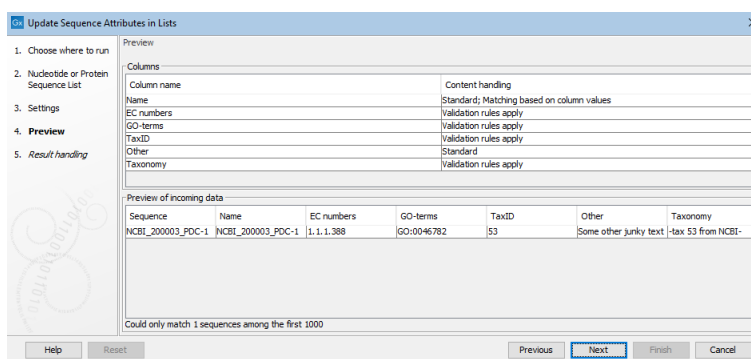 Gx Update Sequence Attributes in Lists
1. Choose where to run
2. Nucleotide or Protein
Sequence List
3. Settings
4. Preview
5. Result handling
Preview
Columns
Column name Content handling
Name Standard; Matching based on column values
EC numbers Validation rules apply
GO-terms Validation rules apply
TaxID Validation rules apply
Other Standard
Taxonomy Validation rules apply
Preview of incoming data
Sequence Name EC numbers GO-terms TaxID Other Taxonomy
NCBI_200003_PDC-1 NCBI_200003_PDC-1 1.1.1.388 GO:0046782 53 Some other junky text -tax 53 from NCBI-
Could only match 1 sequences among the first 1000
Help Reset Previous Next Finish Cancel